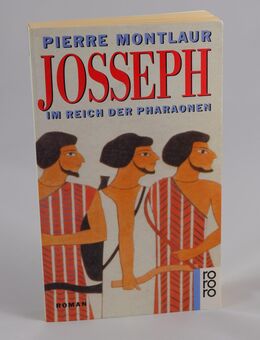 PIERRE MONTLAUR
JOSSEPH
IM REICH DER PHARAONEN
ROMAN
ro
ro
ro